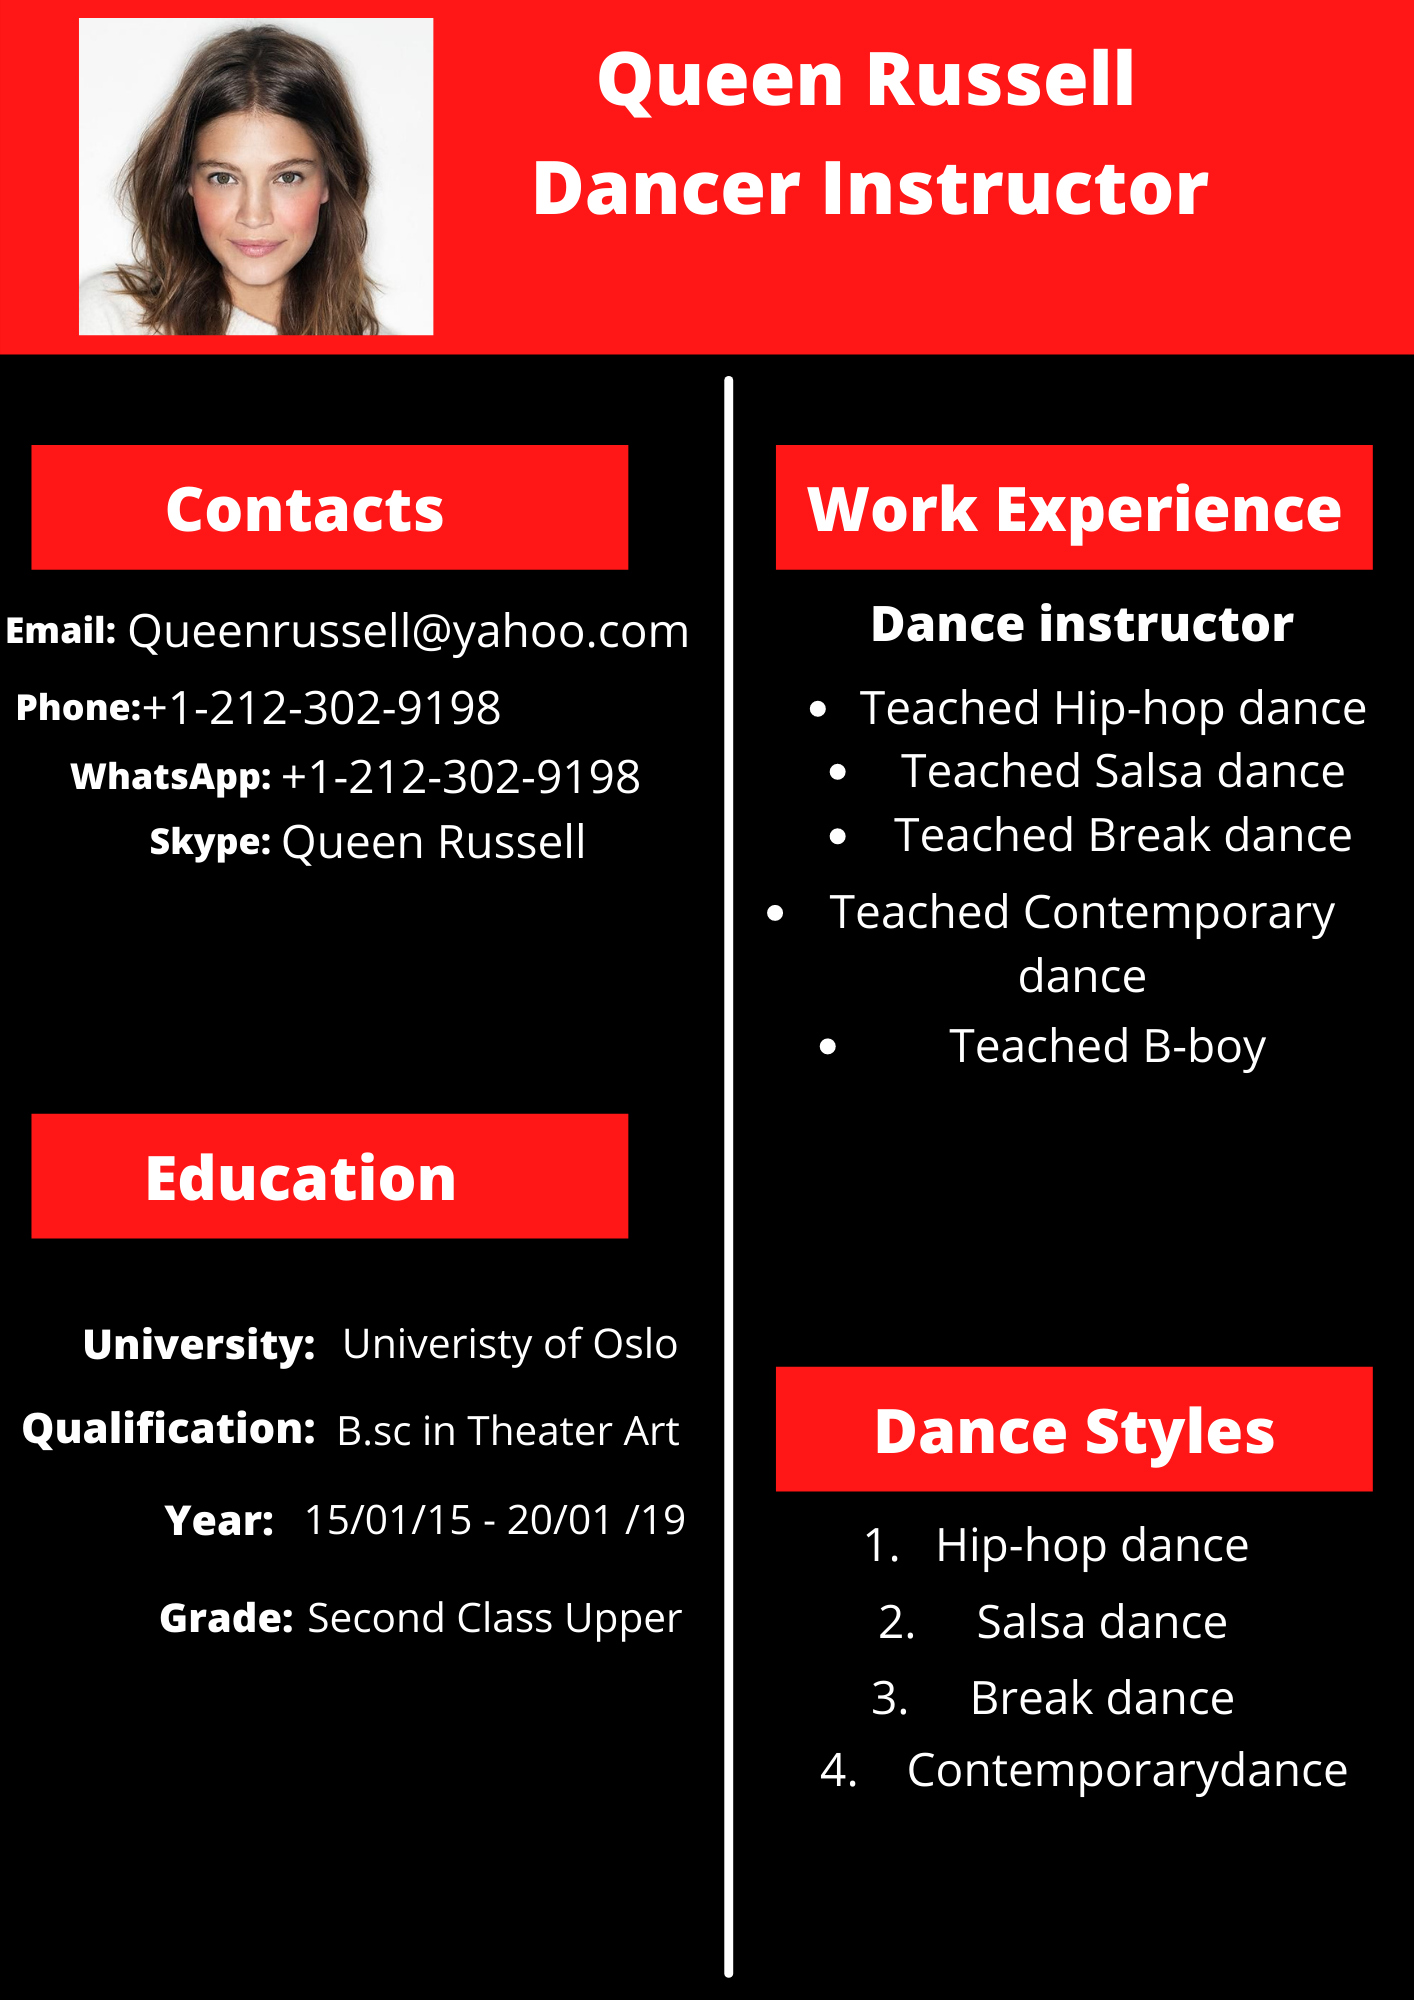 Queen Russell
Dancer Instructor
Contacts
Email: Queenrussell@yahoo.com
Phone:+1-212-302-9198
WhatsApp: +1-212-302-9198
Skype: Queen Russell
Education
University: Univeristy of Oslo
Qualification: B.sc in Theater Art
Year: 15/01/15 - 20/01 /19
Grade: Second Class Upper
Work Experience
Dance instructor
• Teached Hip-hop dance
• Teached Salsa dance
• Teached Break dance
• Teached Contemporary
dance
• Teached B-boy
Dance Styles
1. Hip-hop dance
2. Salsa dance
3. Break dance
4. Contemporarydance